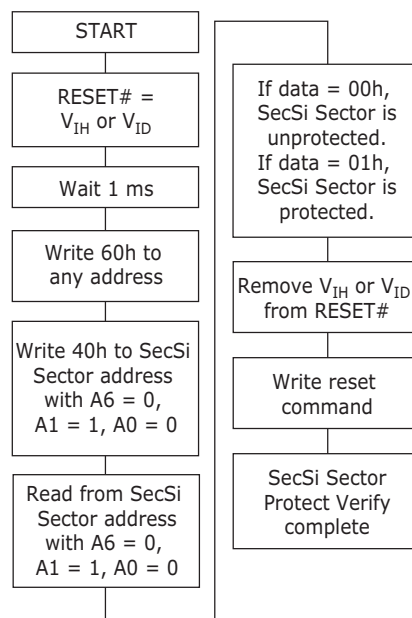 START
RESET# =
V_IH or V_ID
Wait 1 ms
Write 60h to
any address
Write 40h to SecSi
Sector address
with A6 = 0,
A1 = 1, A0 = 0
Read from SecSi
Sector address
with A6 = 0,
A1 = 1, A0 = 0
If data = 00h,
SecSi Sector is
unprotected.
If data = 01h,
SecSi Sector is
protected.
Remove V_IH or V_ID
from RESET#
Write reset
command
SecSi Sector
Protect Verify
complete